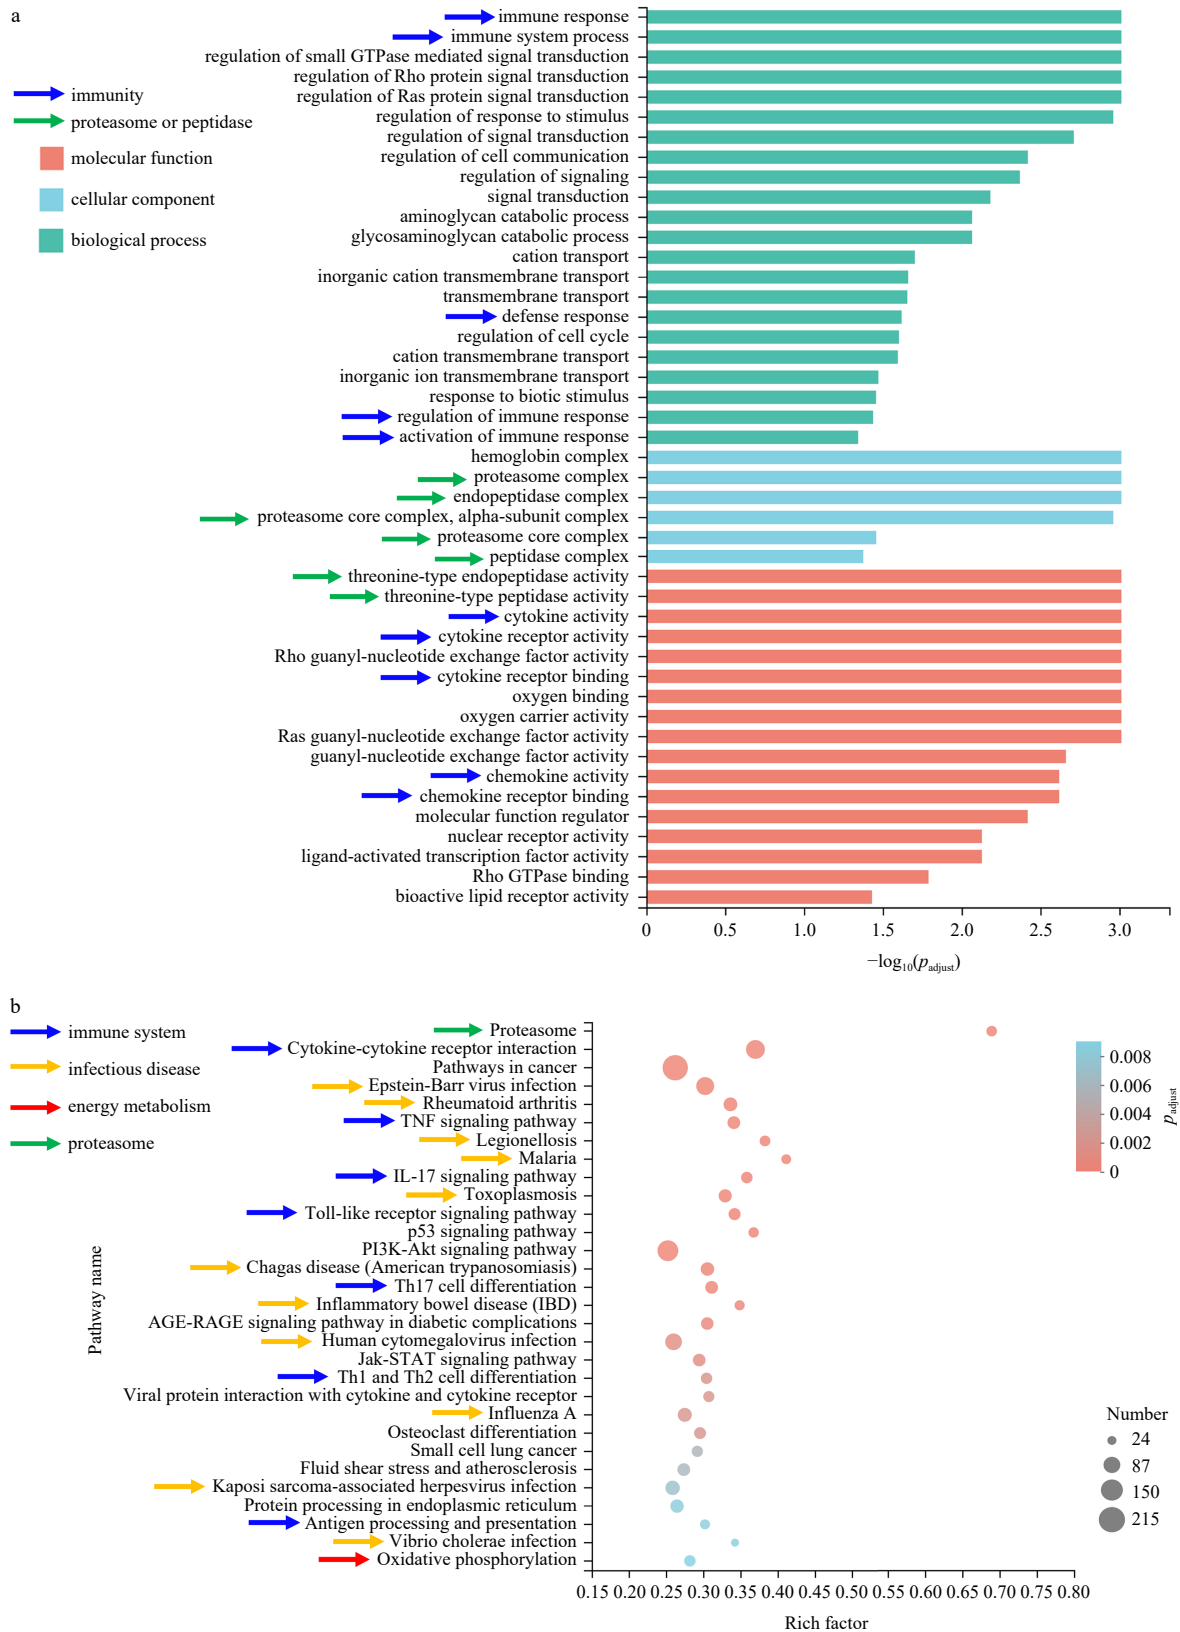 a
immune response
immune system process
regulation of small GTPase mediated signal transduction
regulation of Rho protein signal transduction
regulation of Ras protein signal transduction
regulation of response to stimulus
regulation of signal transduction
regulation of cell communication
regulation of signaling
signal transduction
aminoglycan catabolic process
glycosaminoglycan catabolic process
cation transport
inorganic cation transmembrane transport
transmembrane transport
defense response
regulation of cell cycle
cation transmembrane transport
inorganic ion transmembrane transport
response to biotic stimulus
regulation of immune response
activation of immune response
hemoglobin complex
proteasome complex
endopeptidase complex
proteasome core complex, alpha-subunit complex
proteasome core complex
peptidase complex
threonine-type endopeptidase activity
threonine-type peptidase activity
cytokine activity
cytokine receptor activity
Rho guanyl-nucleotide exchange factor activity
cytokine receptor binding
oxygen binding
oxygen carrier activity
Ras guanyl-nucleotide exchange factor activity
guanyl-nucleotide exchange factor activity
chemokine activity
chemokine receptor binding
molecular function regulator
nuclear receptor activity
ligand-activated transcription factor activity
Rho GTPase binding
bioactive lipid receptor activity
immunity
proteasome or peptidase
molecular function
cellular component
biological process
0 0.5 1.0 1.5 2.0 2.5 3.0
−log10(padjust)
b
immune system
infectious disease
energy metabolism
proteasome
Pathway name
Proteasome
Cytokine-cytokine receptor interaction
Pathways in cancer
Epstein-Barr virus infection
Rheumatoid arthritis
TNF signaling pathway
Legionellosis
Malaria
IL-17 signaling pathway
Toxoplasmosis
Toll-like receptor signaling pathway
p53 signaling pathway
PI3K-Akt signaling pathway
Chagas disease (American trypanosomiasis)
Th17 cell differentiation
Inflammatory bowel disease (IBD)
AGE-RAGE signaling pathway in diabetic complications
Human cytomegalovirus infection
Jak-STAT signaling pathway
Th1 and Th2 cell differentiation
Viral protein interaction with cytokine and cytokine receptor
Influenza A
Osteoclast differentiation
Small cell lung cancer
Fluid shear stress and atherosclerosis
Kaposi sarcoma-associated herpesvirus infection
Protein processing in endoplasmic reticulum
Antigen processing and presentation
Vibrio cholerae infection
Oxidative phosphorylation
0.008
0.006
0.004
0.002
0
padjust
Number
24
87
150
215
0.15 0.20 0.25 0.30 0.35 0.40 0.45 0.50 0.55 0.60 0.65 0.70 0.75 0.80
Rich factor